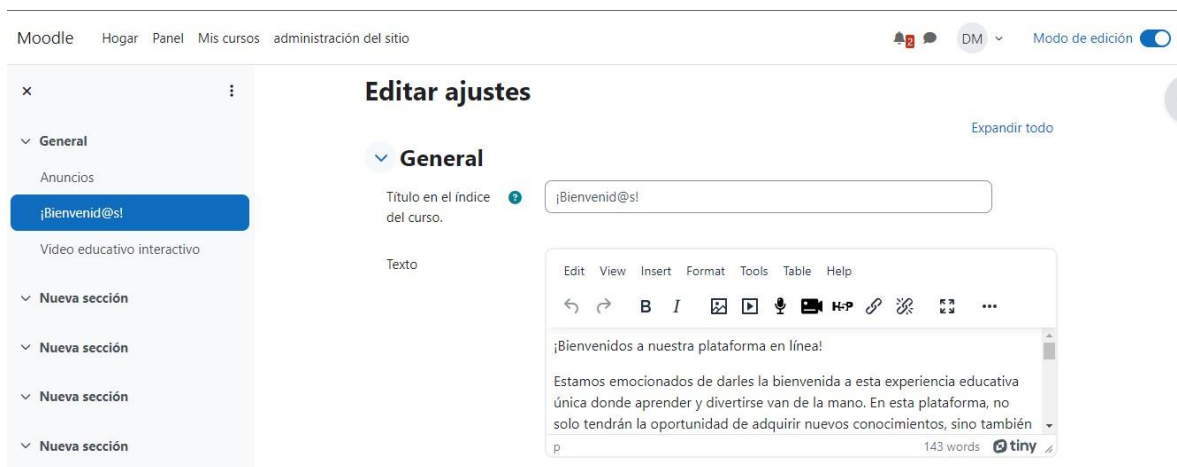 Moodle Hogar Panel Mis cursos administración del sitio 2 DM Modo de edición
General
Anuncios
¡Bienvenid@s!
Video educativo interactivo
Nueva sección
Nueva sección
Nueva sección
Nueva sección
Editar ajustes
Expandir todo
General
Título en el índice
del curso.
¡Bienvenid@s!
Texto
Edit View Insert Format Tools Table Help
B I H-P
¡Bienvenidos a nuestra plataforma en línea!
Estamos emocionados de darles la bienvenida a esta experiencia educativa
única donde aprender y divertirse van de la mano. En esta plataforma, no
solo tendrán la oportunidad de adquirir nuevos conocimientos, sino también
p 143 words tiny